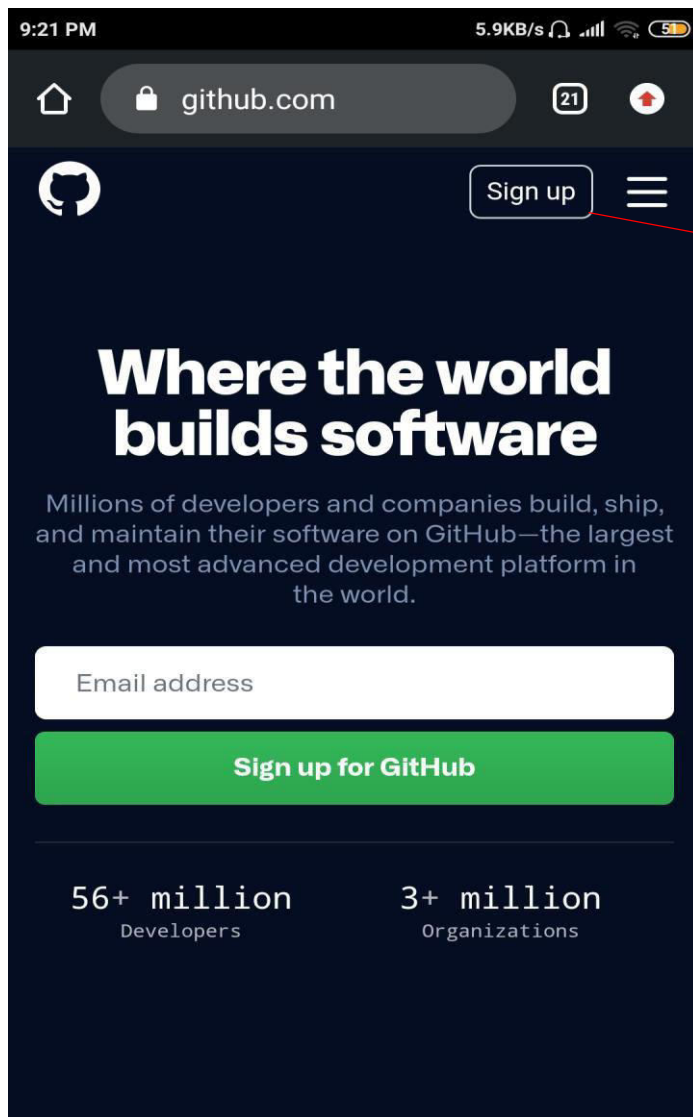 9:21 PM 5.9KB/s 51
github.com 21
Sign up
Where the world
builds software
Millions of developers and companies build, ship,
and maintain their software on GitHub—the largest
and most advanced development platform in
the world.
Email address
Sign up for GitHub
56+ million 3+ million
Developers Organizations